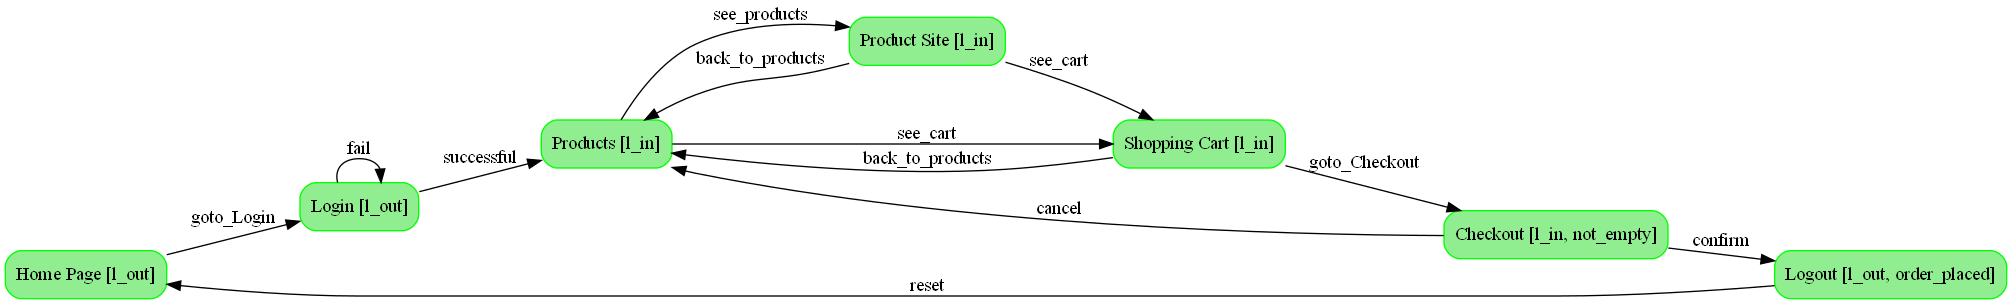 see_products
Product Site [l_in]
back_to_products
see_cart
Products [l_in]
see_cart
back_to_products
Shopping Cart [l_in]
fail
successful
goto_Checkout
Login [l_out]
goto_Login
cancel
Checkout [l_in, not_empty]
confirm
Home Page [l_out]
Logout [l_out, order_placed]
reset